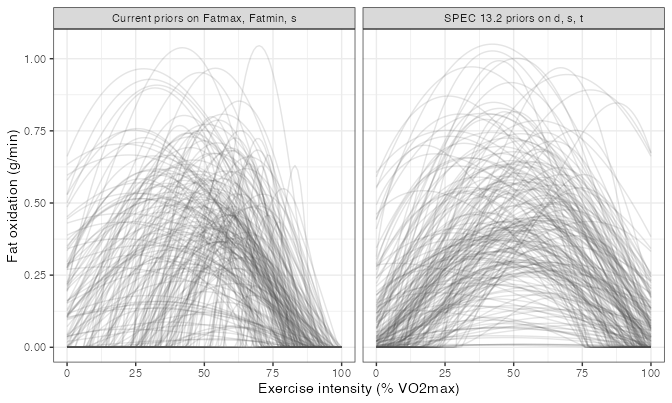 Current priors on Fatmax, Fatmin, s
SPEC 13.2 priors on d, s, t
Fat oxidation (g/min)
1.00
0.75
0.50
0.25
0.00
0 25 50 75 100
0 25 50 75 100
Exercise intensity (% VO2max)